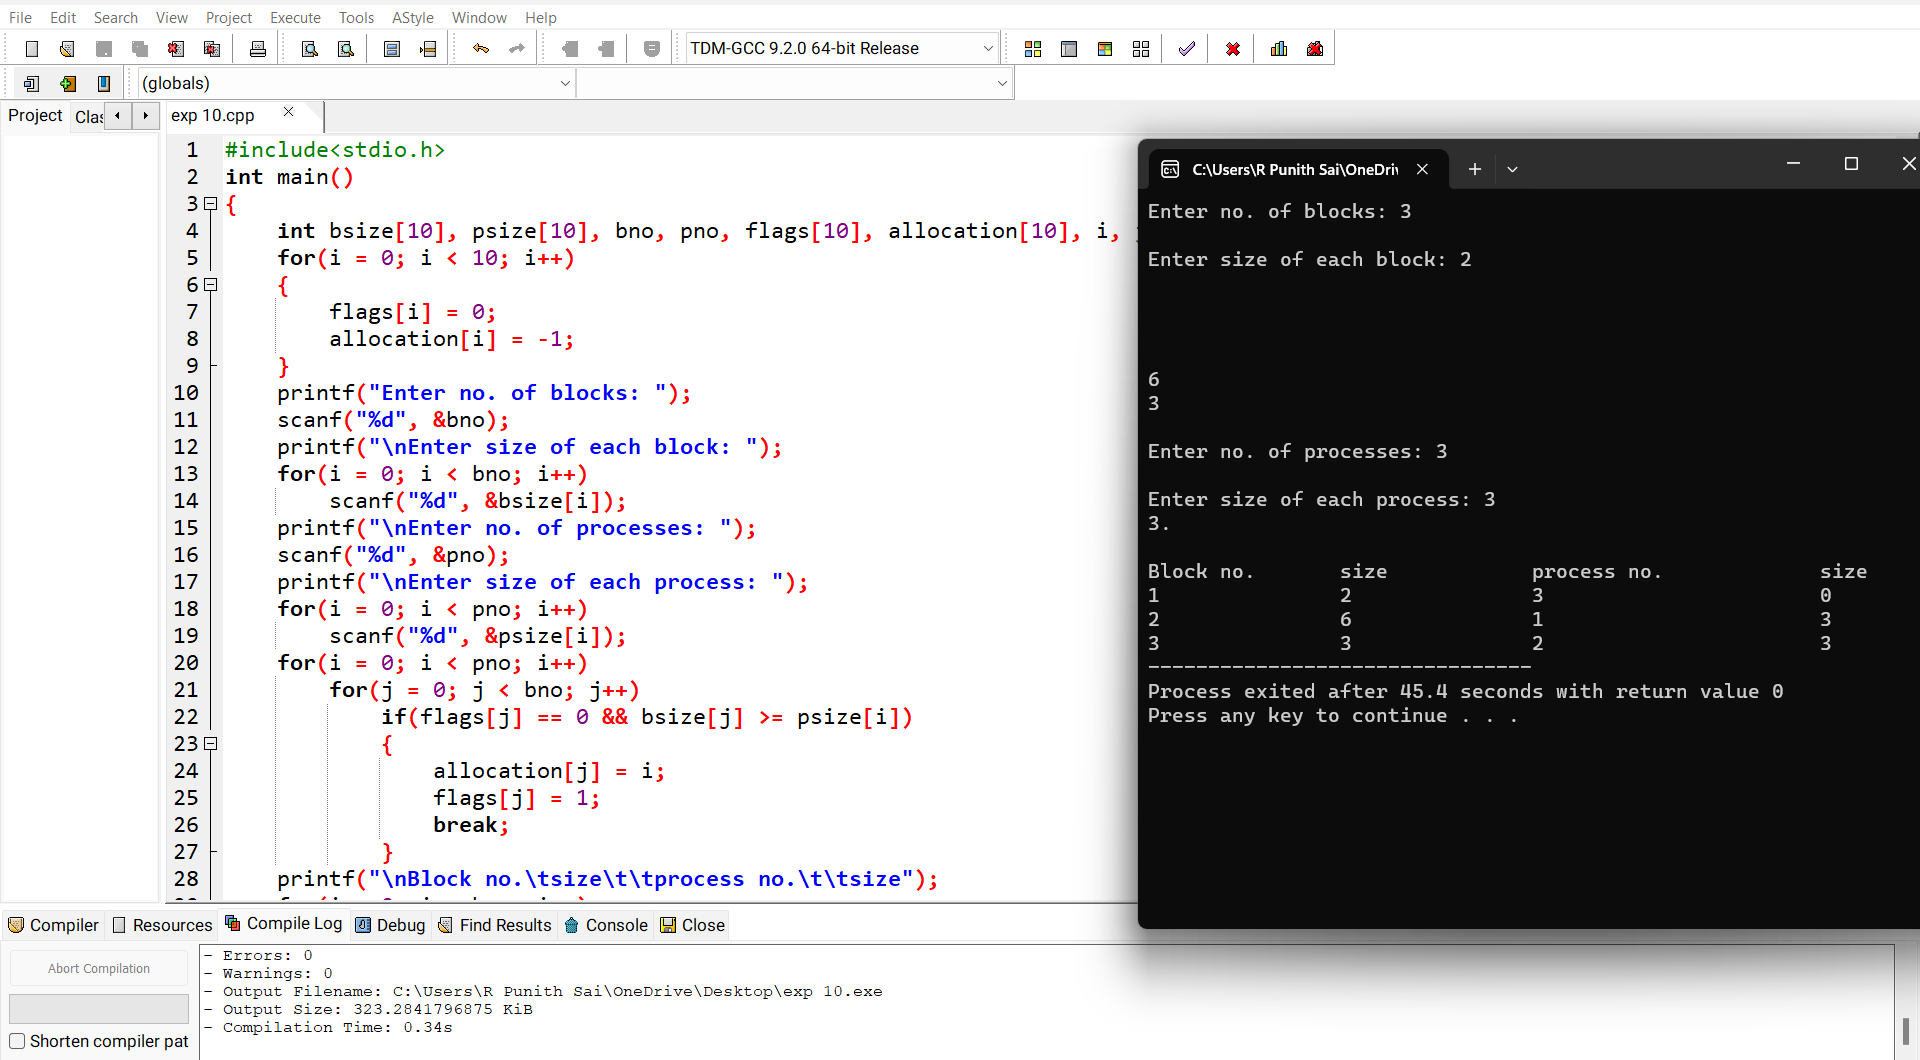 File Edit Search View Project Execute Tools AStyle Window Help
TDM-GCC 9.2.0 64-bit Release
(globals)
Project Clas
exp 10.cpp
1 #include<stdio.h>
2 int main()
3 {
4 int bsize[10], psize[10], bno, pno, flags[10], allocation[10], i,
5 for(i = 0; i < 10; i++)
6 {
7 flags[i] = 0;
8 allocation[i] = -1;
9 }
10 printf("Enter no. of blocks: ");
11 scanf("%d", &bno);
12 printf("\nEnter size of each block: ");
13 for(i = 0; i < bno; i++)
14 scanf("%d", &bsize[i]);
15 printf("\nEnter no. of processes: ");
16 scanf("%d", &pno);
17 printf("\nEnter size of each process: ");
18 for(i = 0; i < pno; i++)
19 scanf("%d", &psize[i]);
20 for(i = 0; i < pno; i++)
21 for(j = 0; j < bno; j++)
22 if(flags[j] == 0 && bsize[j] >= psize[i])
23 {
24 allocation[j] = i;
25 flags[j] = 1;
26 break;
27 }
28 printf("\nBlock no.\tsize\t\tprocess no.\t\tsize");
C:\Users\R Punith Sai\OneDri
Enter no. of blocks: 3
Enter size of each block: 2
6
3
Enter no. of processes: 3
Enter size of each process: 3
3.
Block no. size process no. size
1 2 3 0
2 6 1 3
3 3 2 3
--------------------------------
Process exited after 45.4 seconds with return value 0
Press any key to continue . . .
Compiler Resources Compile Log Debug Find Results Console Close
Abort Compilation
Shorten compiler pat
- Errors: 0
- Warnings: 0
- Output Filename: C:\Users\R Punith Sai\OneDrive\Desktop\exp 10.exe
- Output Size: 323.2841796875 KiB
- Compilation Time: 0.34s